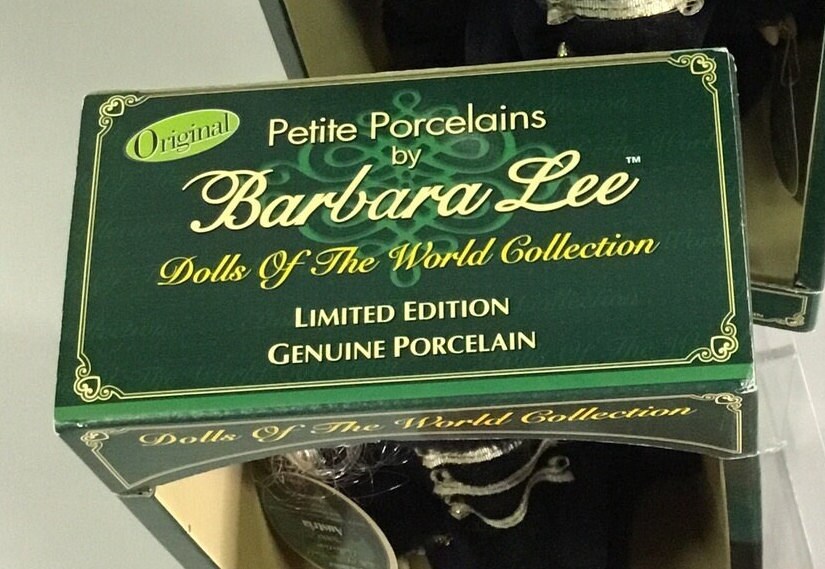 Original
Petite Porcelains
by
Barbara Lee™
Dolls Of The World Collection
LIMITED EDITION
GENUINE PORCELAIN
Dolls Of The World Collection
Austria